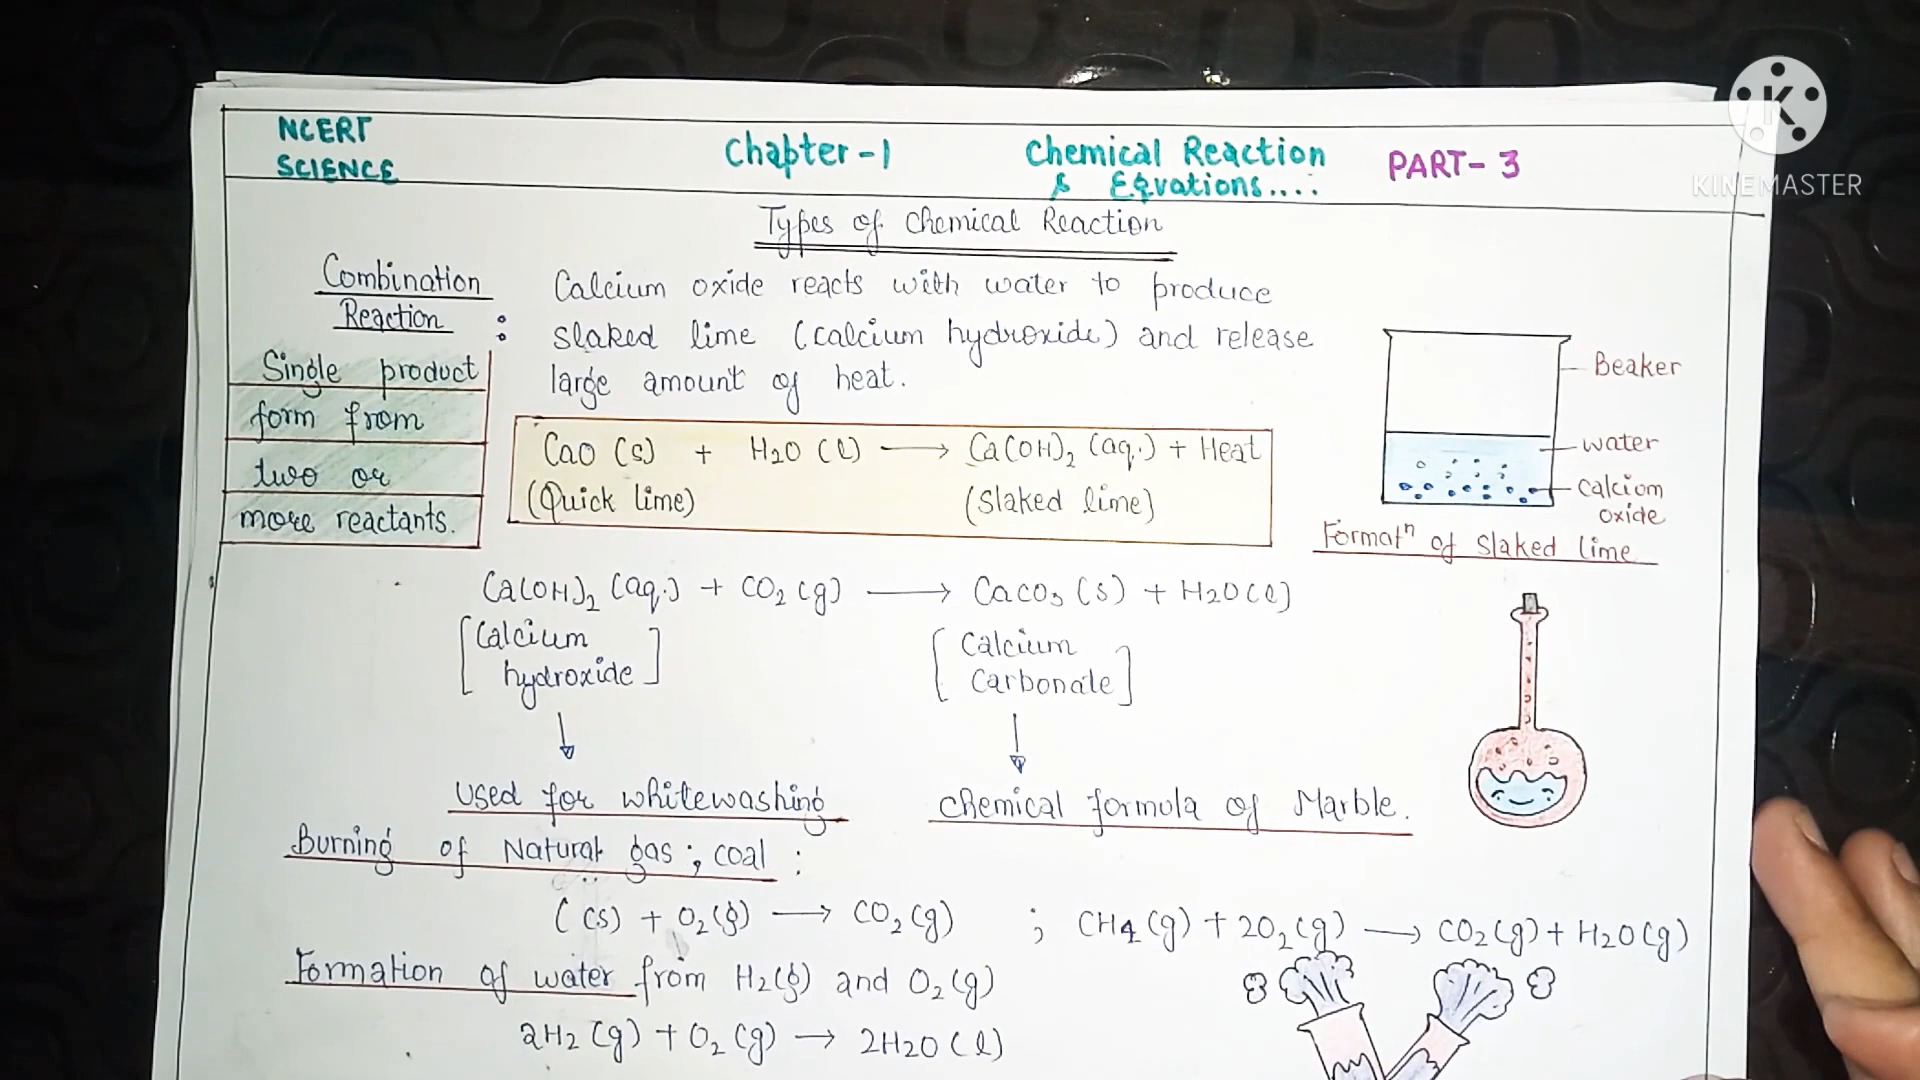 NCERT SCIENCE
Chapter-1
Chemical Reaction & Equations....
PART-3
K
KINEMASTER
Types of Chemical Reaction
Combination Reaction :
Single product
form from
two or
more reactants.
Calcium oxide reacts with water to produce
slaked lime (calcium hydroxide) and release
large amount of heat.
CaO (s) + H2O (l) ⟶ Ca(OH)2 (aq.) + Heat
(Quick lime) (Slaked lime)
Beaker
water
Calciom oxide
Formatⁿ of slaked lime
Ca(OH)2 (aq.) + CO2 (g) ⟶ CaCO3 (s) + H2O (l)
[Calcium hydroxide] [Calcium Carbonate]
Used for whitewashing Chemical formula of Marble.
Burning of Natural gas ; coal :
C(s) + O2(g) ⟶ CO2(g) ; CH4(g) + 2O2(g) ⟶ CO2(g) + H2O(g)
Formation of water from H2(g) and O2(g)
2H2(g) + O2(g) → 2H2O(l)